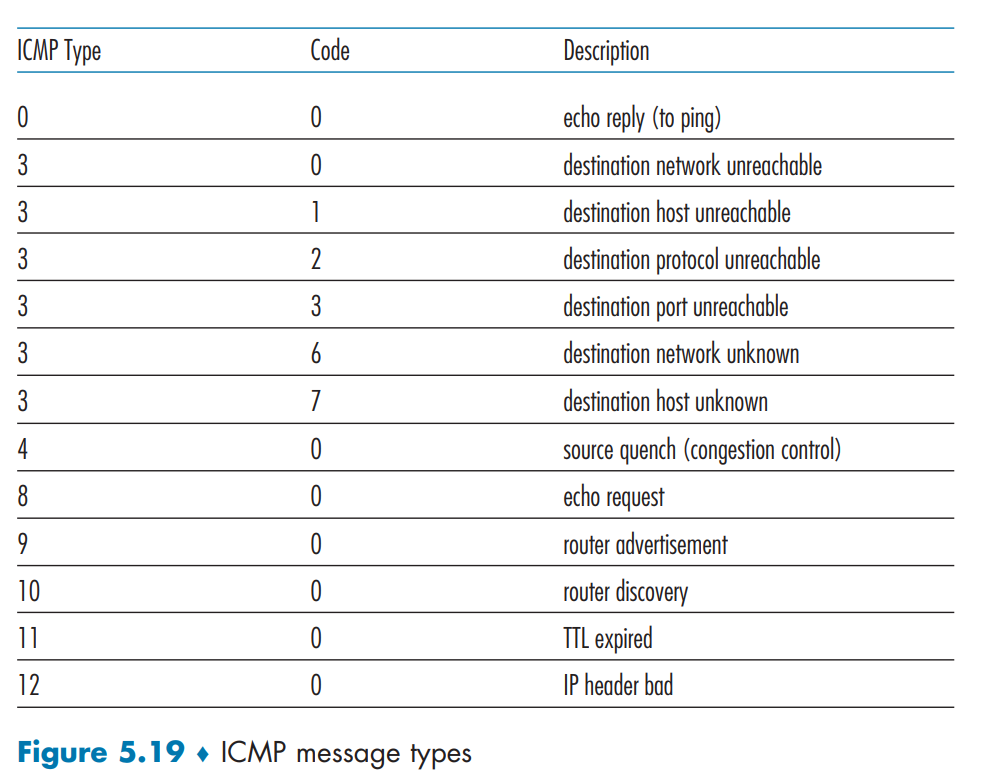 ICMP Type Code Description
0 0 echo reply (to ping)
3 0 destination network unreachable
3 1 destination host unreachable
3 2 destination protocol unreachable
3 3 destination port unreachable
3 6 destination network unknown
3 7 destination host unknown
4 0 source quench (congestion control)
8 0 echo request
9 0 router advertisement
10 0 router discovery
11 0 TTL expired
12 0 IP header bad
Figure 5.19 ♦ ICMP message types